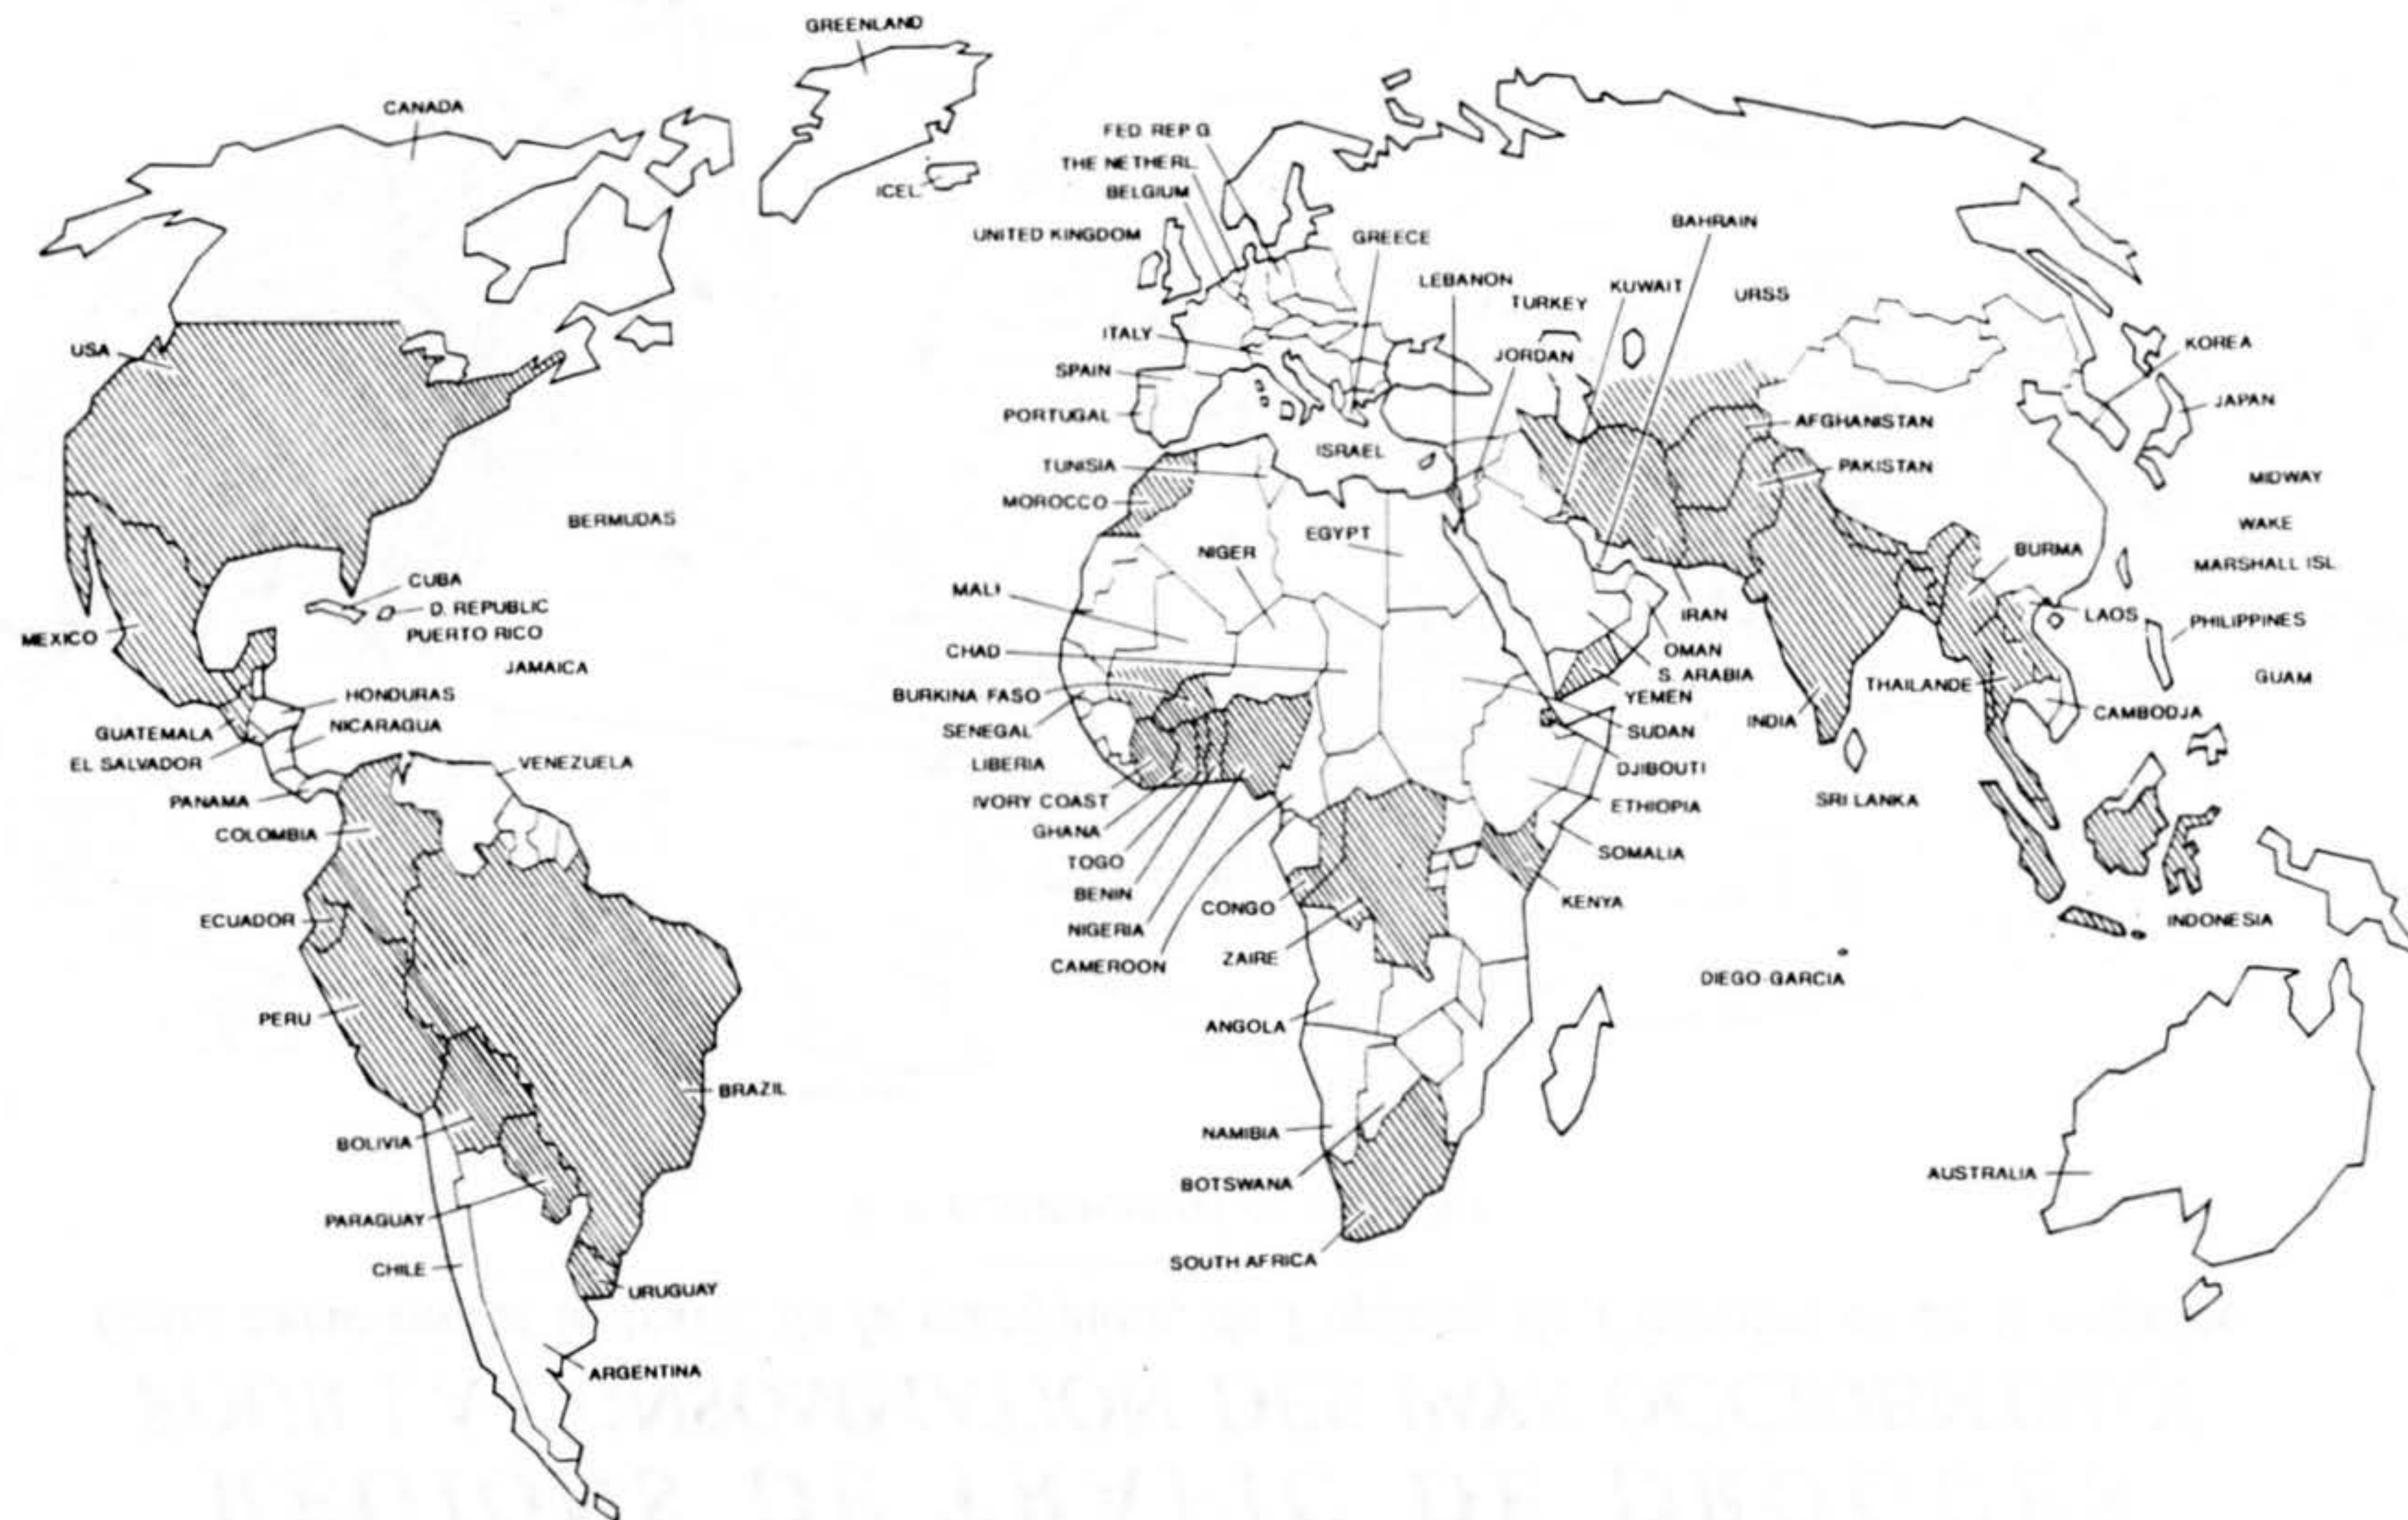 GREENLAND
CANADA
ICEL.
FED REP G
THE NETHERL.
BELGIUM
UNITED KINGDOM
GREECE
BAHRAIN
LEBANON
TURKEY
KUWAIT
URSS
ITALY
JORDAN
KOREA
USA
SPAIN
JAPAN
PORTUGAL
AFGHANISTAN
ISRAEL
TUNISIA
PAKISTAN
MIDWAY
MOROCCO
BERMUDAS
WAKE
EGYPT
NIGER
BURMA
MARSHALL ISL
CUBA
MALI
D. REPUBLIC
IRAN
LAOS
PHILIPPINES
MEXICO
PUERTO RICO
CHAD
OMAN
JAMAICA
S. ARABIA
GUAM
THAILANDE
HONDURAS
BURKINA FASO
YEMEN
CAMBODJA
NICARAGUA
INDIA
GUATEMALA
SENEGAL
SUDAN
EL SALVADOR
VENEZUELA
LIBERIA
DJIBOUTI
PANAMA
IVORY COAST
SRI LANKA
ETHIOPIA
COLOMBIA
GHANA
TOGO
SOMALIA
BENIN
KENYA
CONGO
ECUADOR
INDONESIA
NIGERIA
ZAIRE
CAMEROON
DIEGO-GARCIA
PERU
ANGOLA
BRAZIL
NAMIBIA
BOLIVIA
AUSTRALIA
BOTSWANA
PARAGUAY
SOUTH AFRICA
CHILE
URUGUAY
ARGENTINA